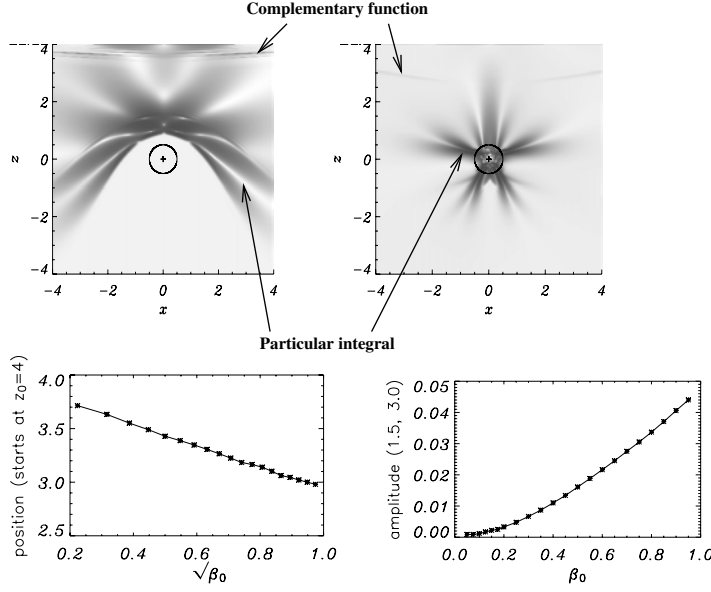 Complementary function
4
2
0
−2
−4
z
−4 −2 0 2 4
x
4
2
0
−2
−4
z
−4 −2 0 2 4
x
Particular integral
4.0
3.5
3.0
2.5
position (starts at z₀=4)
0.2 0.4 0.6 0.8 1.0
√β₀
0.05
0.04
0.03
0.02
0.01
0.00
amplitude (1.5, 3.0)
0.0 0.2 0.4 0.6 0.8 1.0
β₀